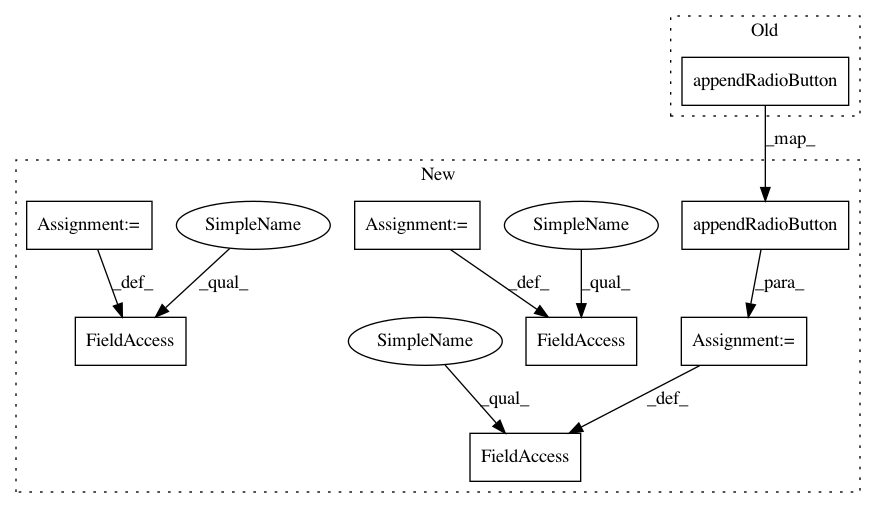 Old
appendRadioButton
_map_
New
Assignment:=
SimpleName
Assignment:=
SimpleName
appendRadioButton
_def_
_qual_
_def_
_qual_
_para_
FieldAccess
SimpleName
FieldAccess
Assignment:=
_qual_
_def_
FieldAccess